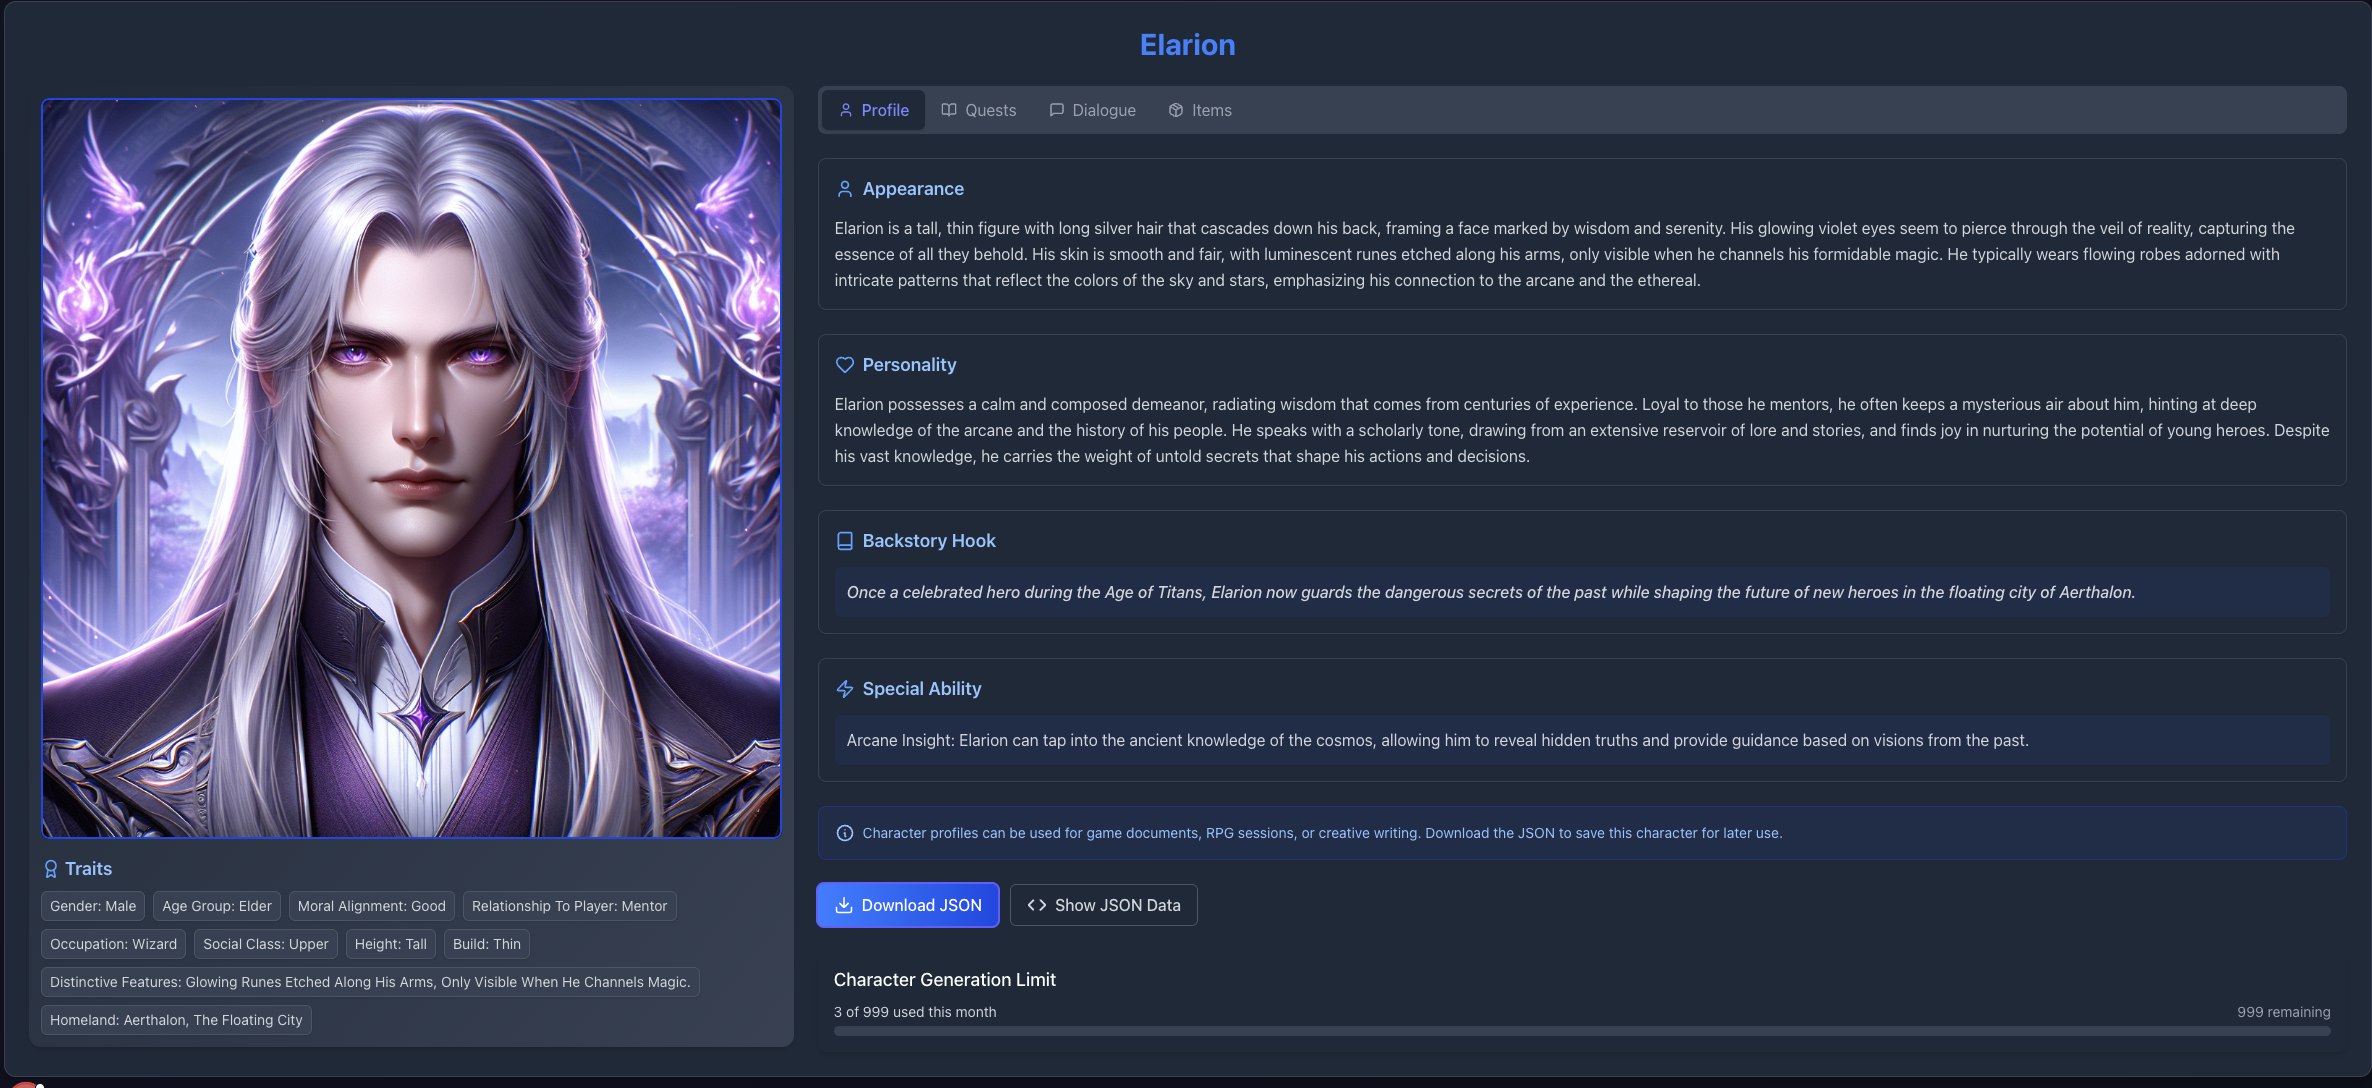 Elarion
Profile
Quests
Dialogue
Items
Appearance
Elarion is a tall, thin figure with long silver hair that cascades down his back, framing a face marked by wisdom and serenity. His glowing violet eyes seem to pierce through the veil of reality, capturing the
essence of all they behold. His skin is smooth and fair, with luminescent runes etched along his arms, only visible when he channels his formidable magic. He typically wears flowing robes adorned with
intricate patterns that reflect the colors of the sky and stars, emphasizing his connection to the arcane and the ethereal.
Personality
Elarion possesses a calm and composed demeanor, radiating wisdom that comes from centuries of experience. Loyal to those he mentors, he often keeps a mysterious air about him, hinting at deep
knowledge of the arcane and the history of his people. He speaks with a scholarly tone, drawing from an extensive reservoir of lore and stories, and finds joy in nurturing the potential of young heroes. Despite
his vast knowledge, he carries the weight of untold secrets that shape his actions and decisions.
Backstory Hook
Once a celebrated hero during the Age of Titans, Elarion now guards the dangerous secrets of the past while shaping the future of new heroes in the floating city of Aerthalon.
Special Ability
Arcane Insight: Elarion can tap into the ancient knowledge of the cosmos, allowing him to reveal hidden truths and provide guidance based on visions from the past.
Character profiles can be used for game documents, RPG sessions, or creative writing. Download the JSON to save this character for later use.
Download JSON
Show JSON Data
Character Generation Limit
3 of 999 used this month
999 remaining
Traits
Gender: Male
Age Group: Elder
Moral Alignment: Good
Relationship To Player: Mentor
Occupation: Wizard
Social Class: Upper
Height: Tall
Build: Thin
Distinctive Features: Glowing Runes Etched Along His Arms, Only Visible When He Channels Magic.
Homeland: Aerthalon, The Floating City